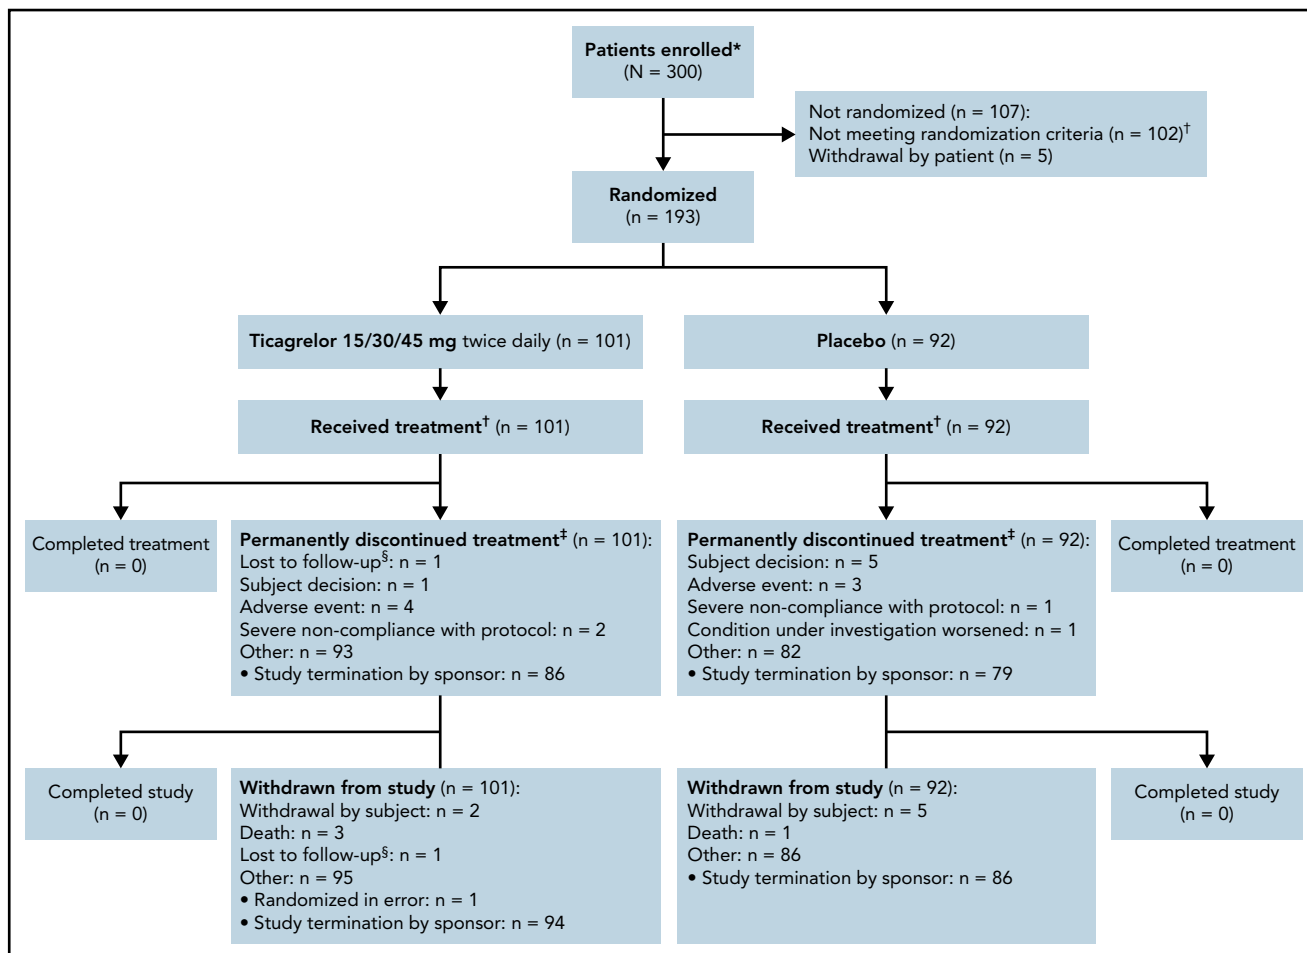 Patients enrolled*
(N = 300)
Not randomized (n = 107):
Not meeting randomization criteria (n = 102)†
Withdrawal by patient (n = 5)
Randomized
(n = 193)
Ticagrelor 15/30/45 mg twice daily (n = 101)
Placebo (n = 92)
Received treatment† (n = 101)
Received treatment† (n = 92)
Completed treatment
(n = 0)
Permanently discontinued treatment‡ (n = 101):
Lost to follow-up§: n = 1
Subject decision: n = 1
Adverse event: n = 4
Severe non-compliance with protocol: n = 2
Other: n = 93
• Study termination by sponsor: n = 86
Permanently discontinued treatment‡ (n = 92):
Subject decision: n = 5
Adverse event: n = 3
Severe non-compliance with protocol: n = 1
Condition under investigation worsened: n = 1
Other: n = 82
• Study termination by sponsor: n = 79
Completed treatment
(n = 0)
Completed study
(n = 0)
Withdrawn from study (n = 101):
Withdrawal by subject: n = 2
Death: n = 3
Lost to follow-up§: n = 1
Other: n = 95
• Randomized in error: n = 1
• Study termination by sponsor: n = 94
Withdrawn from study (n = 92):
Withdrawal by subject: n = 5
Death: n = 1
Other: n = 86
• Study termination by sponsor: n = 86
Completed study
(n = 0)